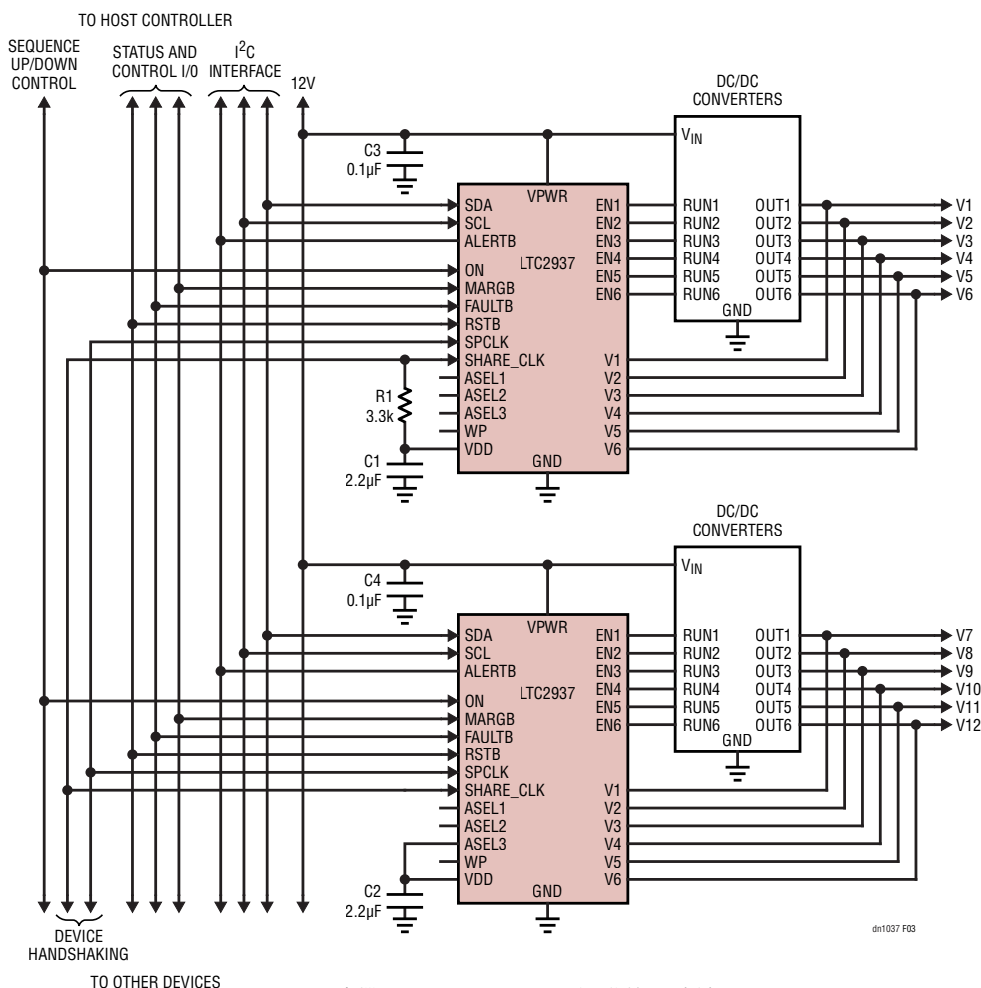 TO HOST CONTROLLER
SEQUENCE
UP/DOWN
CONTROL
STATUS AND
CONTROL I/0
I2C
INTERFACE
12V
DC/DC
CONVERTERS
C3
0.1µF
VIN
VPWR
SDA
SCL
ALERTB
ON
MARGB
FAULTB
RSTB
SPCLK
SHARE_CLK
ASEL1
ASEL2
ASEL3
WP
VDD
LTC2937
GND
EN1
EN2
EN3
EN4
EN5
EN6
V1
V2
V3
V4
V5
V6
RUN1
RUN2
RUN3
RUN4
RUN5
RUN6
OUT1
OUT2
OUT3
OUT4
OUT5
OUT6
GND
V1
V2
V3
V4
V5
V6
R1
3.3k
C1
2.2µF
DC/DC
CONVERTERS
C4
0.1µF
VIN
VPWR
SDA
SCL
ALERTB
ON
MARGB
FAULTB
RSTB
SPCLK
SHARE_CLK
ASEL1
ASEL2
ASEL3
WP
VDD
LTC2937
GND
EN1
EN2
EN3
EN4
EN5
EN6
V1
V2
V3
V4
V5
V6
RUN1
RUN2
RUN3
RUN4
RUN5
RUN6
OUT1
OUT2
OUT3
OUT4
OUT5
OUT6
GND
V7
V8
V9
V10
V11
V12
C2
2.2µF
DEVICE
HANDSHAKING
TO OTHER DEVICES
dn1037 F03